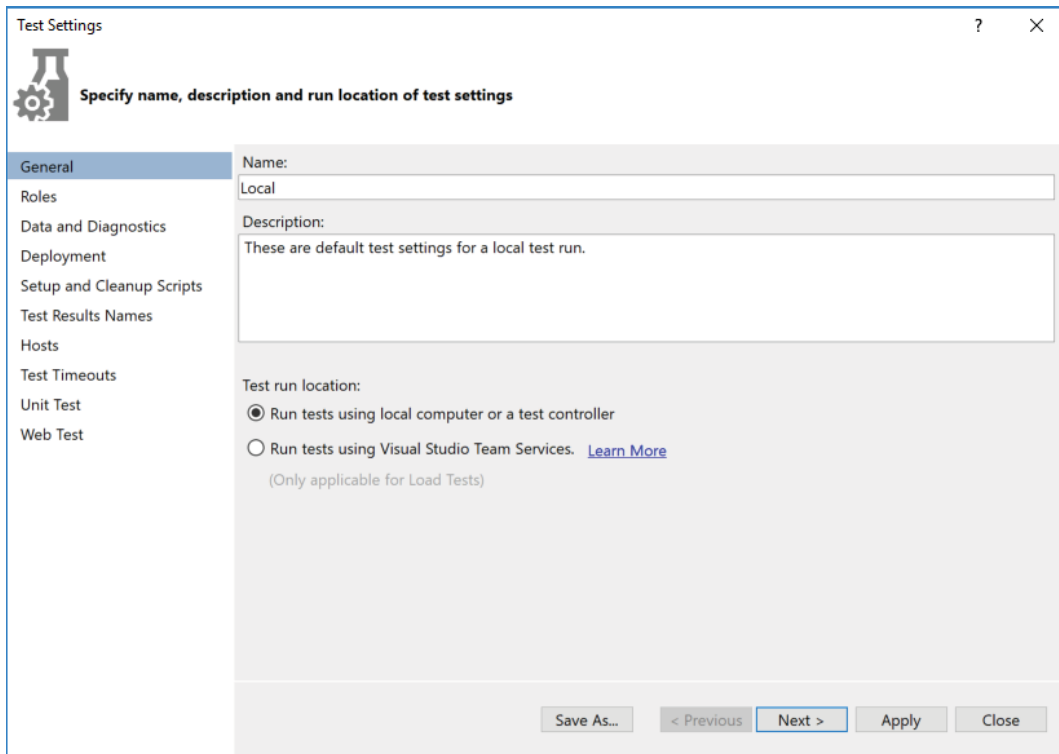 Test Settings
?
Specify name, description and run location of test settings
General
Roles
Data and Diagnostics
Deployment
Setup and Cleanup Scripts
Test Results Names
Hosts
Test Timeouts
Unit Test
Web Test
Name:
Local
Description:
These are default test settings for a local test run.
Test run location:
Run tests using local computer or a test controller
Run tests using Visual Studio Team Services. Learn More
(Only applicable for Load Tests)
Save As... < Previous Next > Apply Close